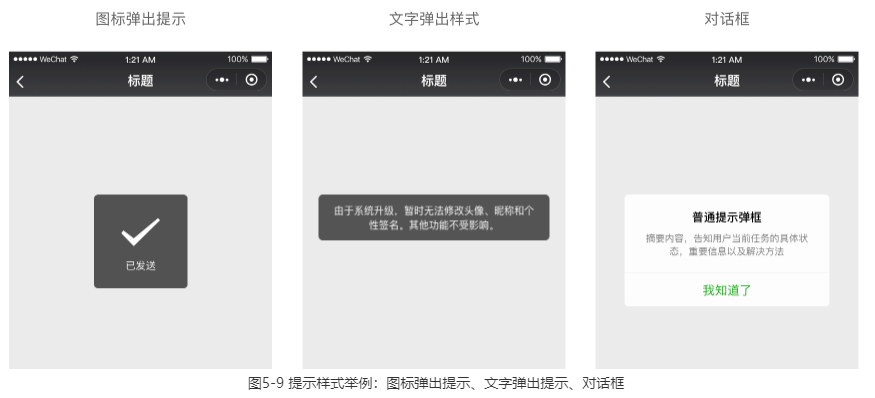 图标弹出提示
文字弹出样式
对话框
WeChat 1:21 AM 100%
标题
已发送
WeChat 1:21 AM 100%
标题
由于系统升级，暂时无法修改头像、昵称和个
性签名。其他功能不受影响。
WeChat 1:21 AM 100%
标题
普通提示弹框
摘要内容，告知用户当前任务的具体状
态，重要信息以及解决方法
我知道了
图5-9 提示样式举例：图标弹出提示、文字弹出提示、对话框